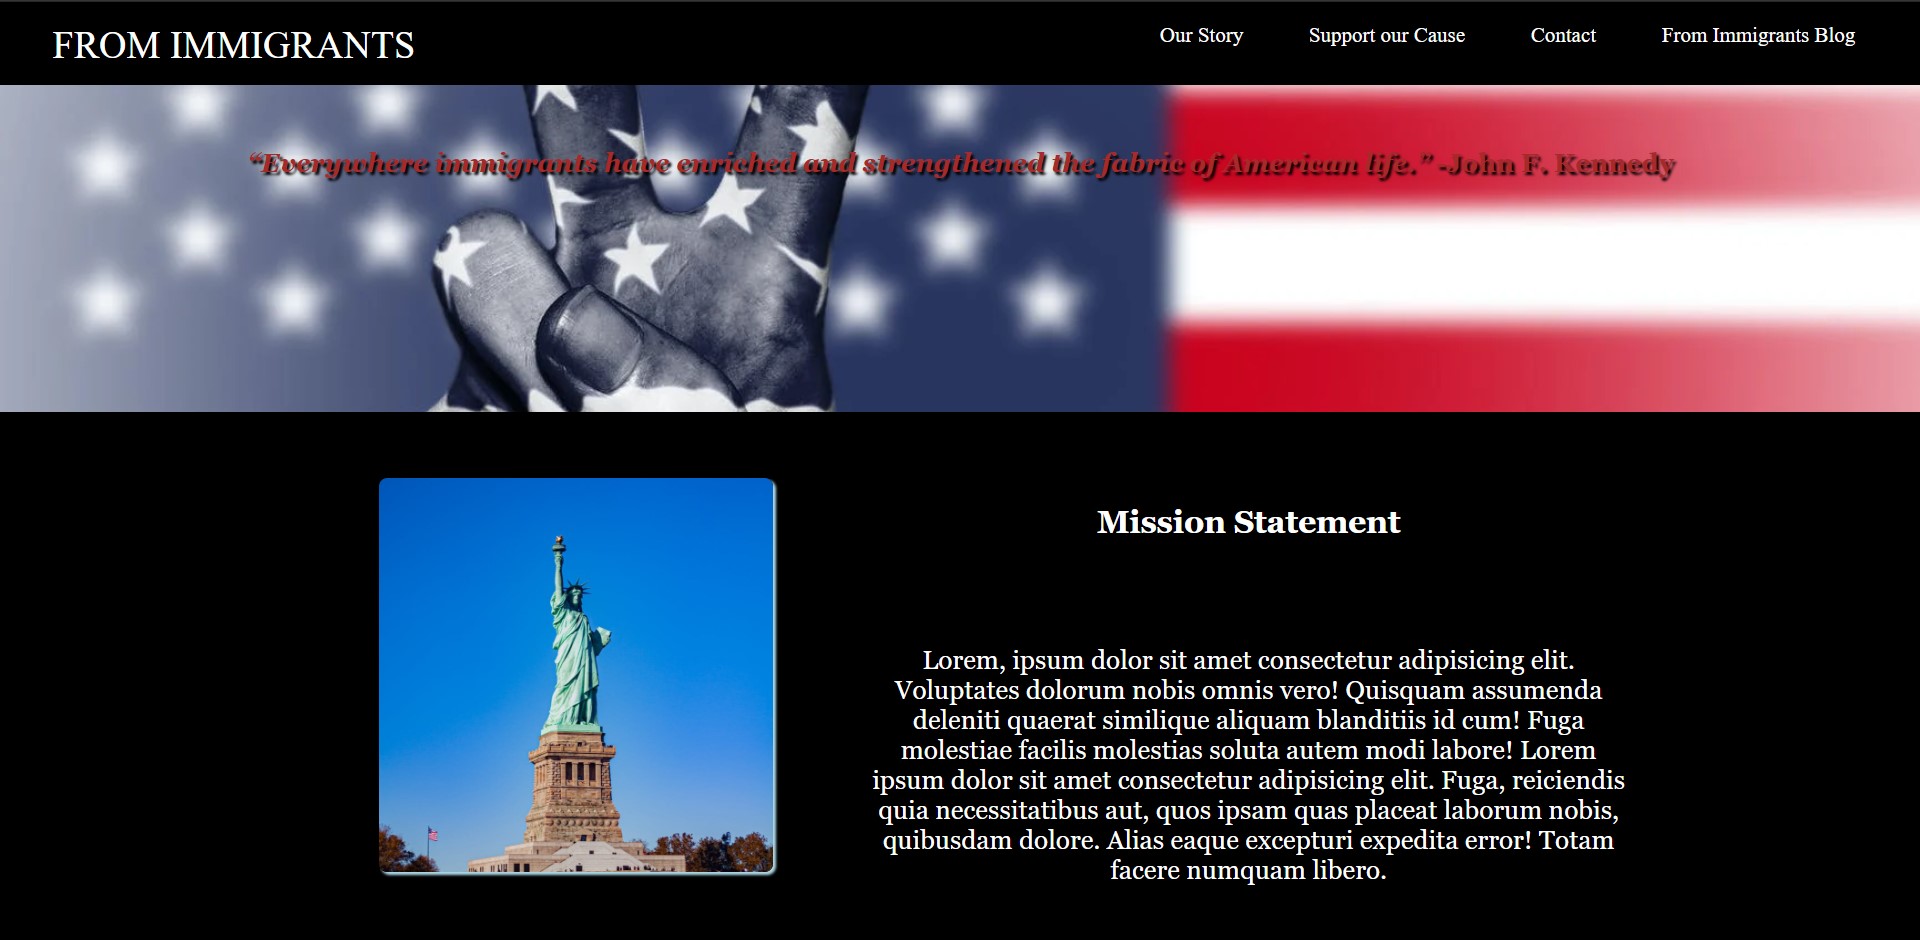 FROM IMMIGRANTS
Our Story
Support our Cause
Contact
From Immigrants Blog
“Everywhere immigrants have enriched and strengthened the fabric of American life.” -John F. Kennedy
Mission Statement
Lorem, ipsum dolor sit amet consectetur adipisicing elit.
Voluptates dolorum nobis omnis vero! Quisquam assumenda
deleniti quaerat similique aliquam blanditiis id cum! Fuga
molestiae facilis molestias soluta autem modi labore! Lorem
ipsum dolor sit amet consectetur adipisicing elit. Fuga, reiciendis
quia necessitatibus aut, quos ipsam quas placeat laborum nobis,
quibusdam dolore. Alias eaque excepturi expedita error! Totam
facere numquam libero.